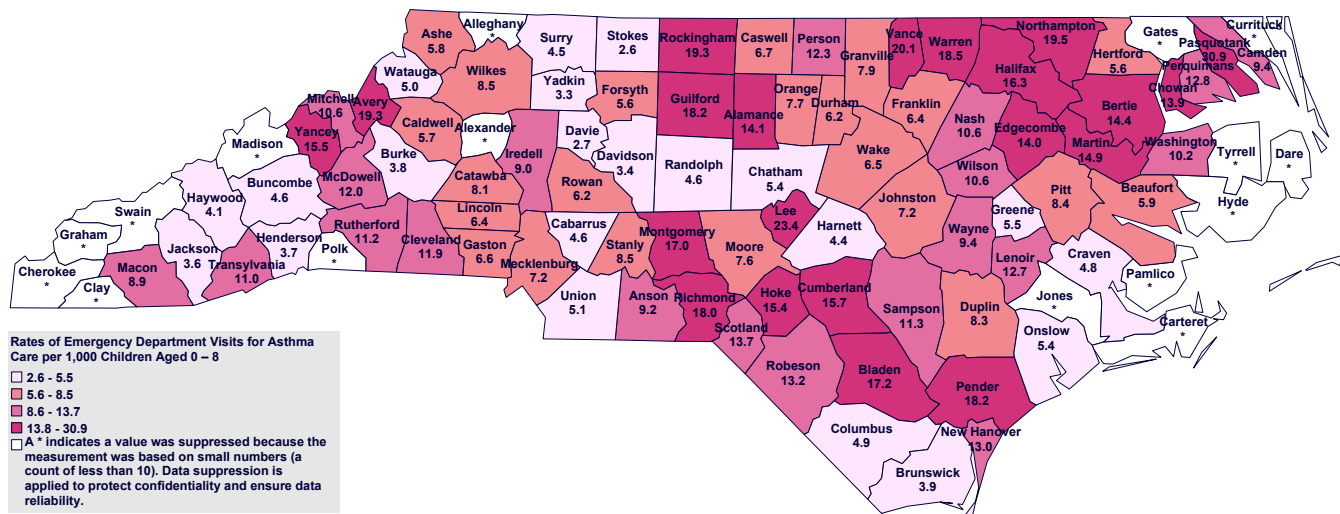 Alleghany
*
Ashe
5.8
Surry
4.5
Stokes
2.6
Rockingham
19.3
Caswell
6.7
Person
12.3
Granville
7.9
Vance
20.1
Warren
18.5
Northampton
19.5
Hertford
5.6
Gates
*
Currituck
*
Pasquotank
30.9
Camden
9.4
Perquimans
12.8
Chowan
13.9
Watauga
5.0
Wilkes
8.5
Yadkin
3.3
Forsyth
5.6
Guilford
18.2
Alamance
14.1
Orange
7.7
Durham
6.2
Franklin
6.4
Halifax
16.3
Bertie
14.4
Mitchell
10.6
Avery
19.3
Yancey
15.5
Caldwell
5.7
Alexander
*
Iredell
9.0
Davie
2.7
Davidson
3.4
Randolph
4.6
Chatham
5.4
Wake
6.5
Nash
10.6
Edgecombe
14.0
Martin
14.9
Washington
10.2
Tyrrell
*
Dare
*
Madison
*
Burke
3.8
McDowell
12.0
Buncombe
4.6
Haywood
4.1
Catawba
8.1
Rowan
6.2
Wilson
10.6
Johnston
7.2
Pitt
8.4
Beaufort
5.9
Hyde
*
Swain
*
Graham
*
Rutherford
11.2
Lincoln
6.4
Cleveland
11.9
Gaston
6.6
Cabarrus
4.6
Stanly
8.5
Montgomery
17.0
Moore
7.6
Lee
23.4
Harnett
4.4
Wayne
9.4
Greene
5.5
Lenoir
12.7
Craven
4.8
Pamlico
*
Cherokee
*
Clay
*
Macon
8.9
Jackson
3.6
Transylvania
11.0
Henderson
3.7
Polk
*
Mecklenburg
7.2
Union
5.1
Anson
9.2
Richmond
18.0
Scotland
13.7
Hoke
15.4
Cumberland
15.7
Sampson
11.3
Duplin
8.3
Jones
*
Onslow
5.4
Carteret
*
Robeson
13.2
Bladen
17.2
Pender
18.2
Columbus
4.9
New Hanover
13.0
Brunswick
3.9
Rates of Emergency Department Visits for Asthma
Care per 1,000 Children Aged 0 – 8
2.6 - 5.5
5.6 - 8.5
8.6 - 13.7
13.8 - 30.9
A * indicates a value was suppressed because the
measurement was based on small numbers (a
count of less than 10). Data suppression is
applied to protect confidentiality and ensure data
reliability.